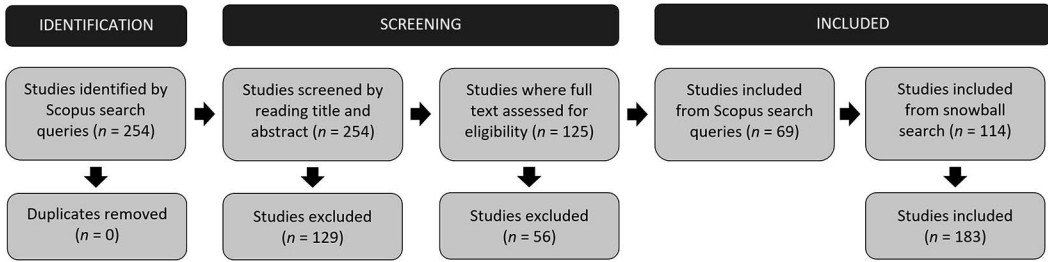 IDENTIFICATION
SCREENING
INCLUDED
Studies identified by
Scopus search
queries (n = 254)
Studies screened by
reading title and
abstract (n = 254)
Studies where full
text assessed for
eligibility (n = 125)
Studies included
from Scopus search
queries (n = 69)
Studies included
from snowball
search (n = 114)
Duplicates removed
(n = 0)
Studies excluded
(n = 129)
Studies excluded
(n = 56)
Studies included
(n = 183)